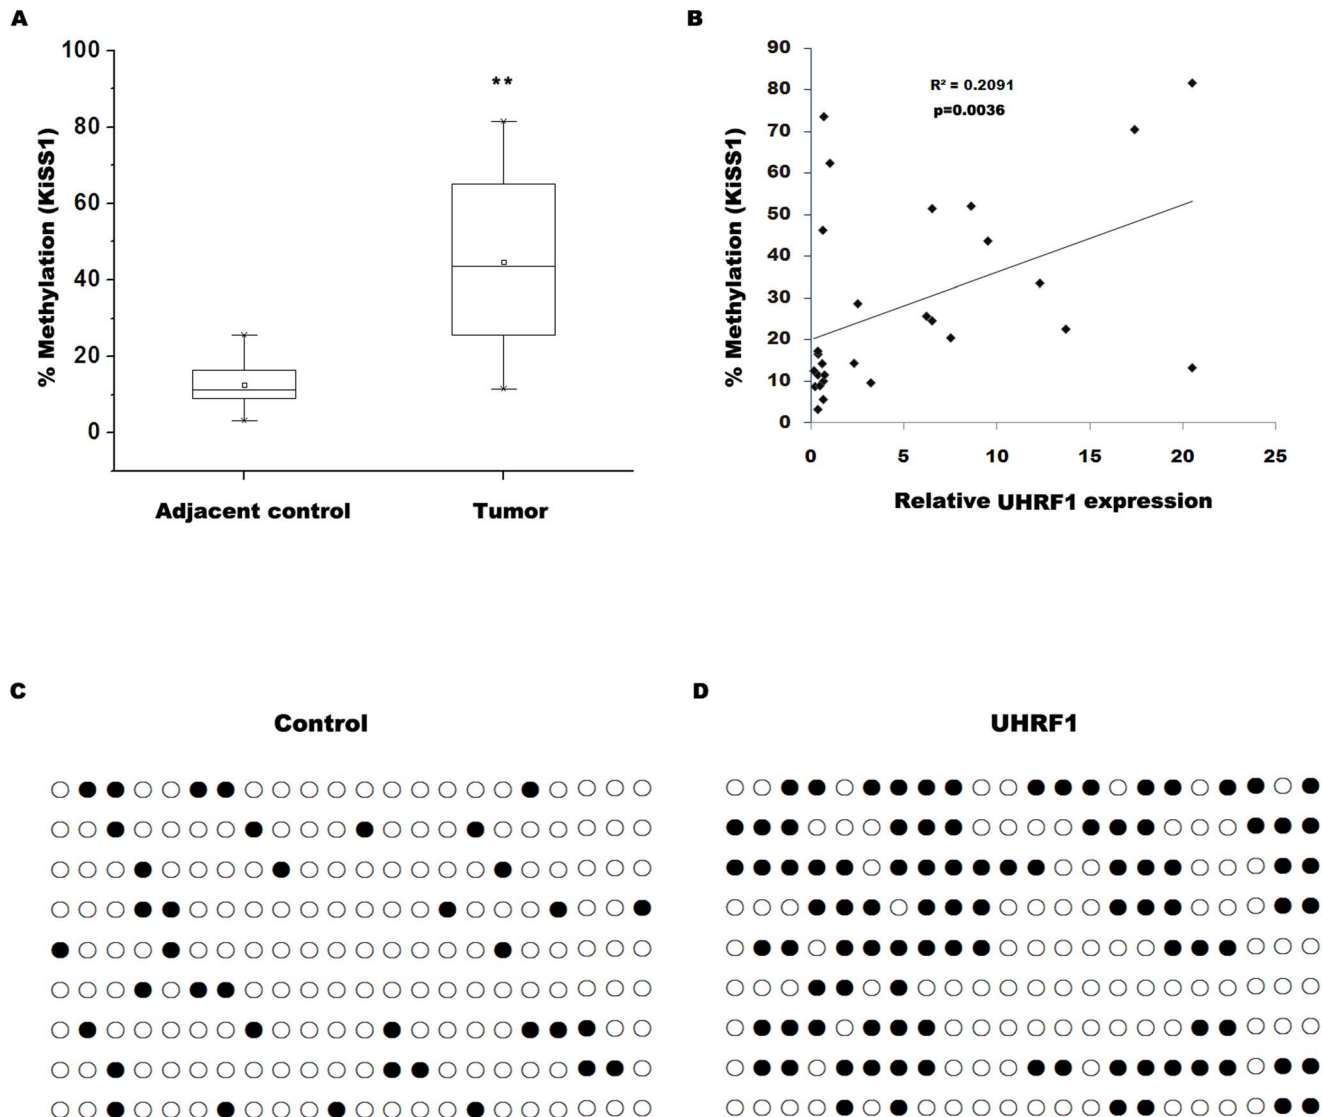 A
100
80
60
40
20
0
% Methylation (KiSS1)
**
Adjacent control
Tumor
B
90
80
70
60
50
40
30
20
10
0
% Methylation (KiSS1)
R² = 0.2091
p=0.0036
0 5 10 15 20 25
Relative UHRF1 expression
C
Control
D
UHRF1